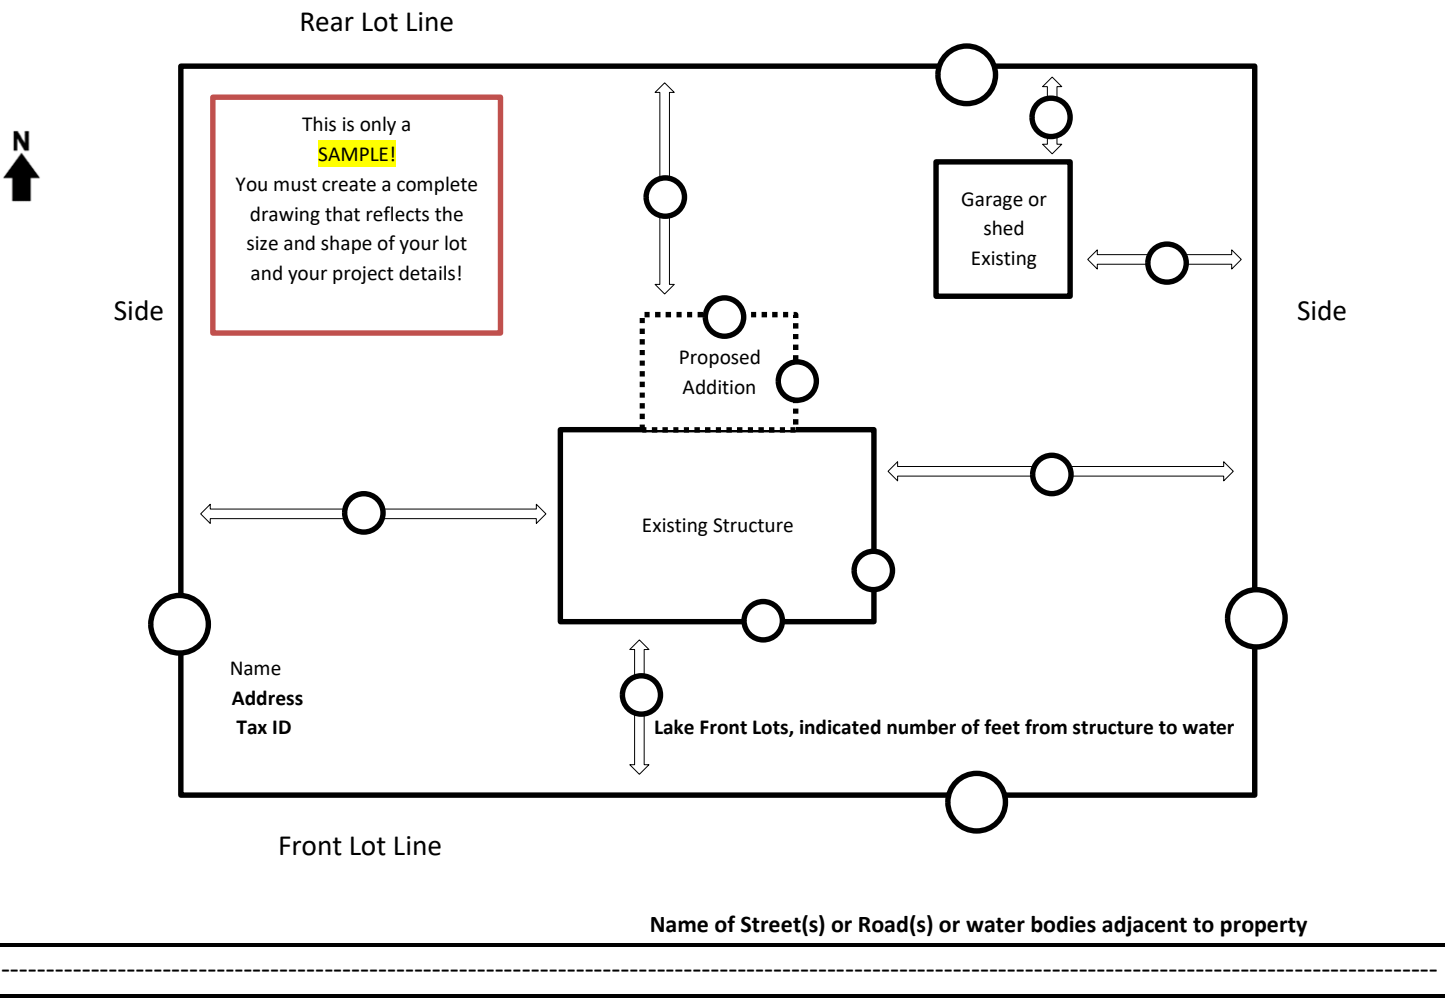 Rear Lot Line
N
This is only a
SAMPLE!
You must create a complete
drawing that reflects the
size and shape of your lot
and your project details!
Garage or
shed
Existing
Side
Side
Proposed
Addition
Existing Structure
Name
Address
Tax ID
Lake Front Lots, indicated number of feet from structure to water
Front Lot Line
Name of Street(s) or Road(s) or water bodies adjacent to property